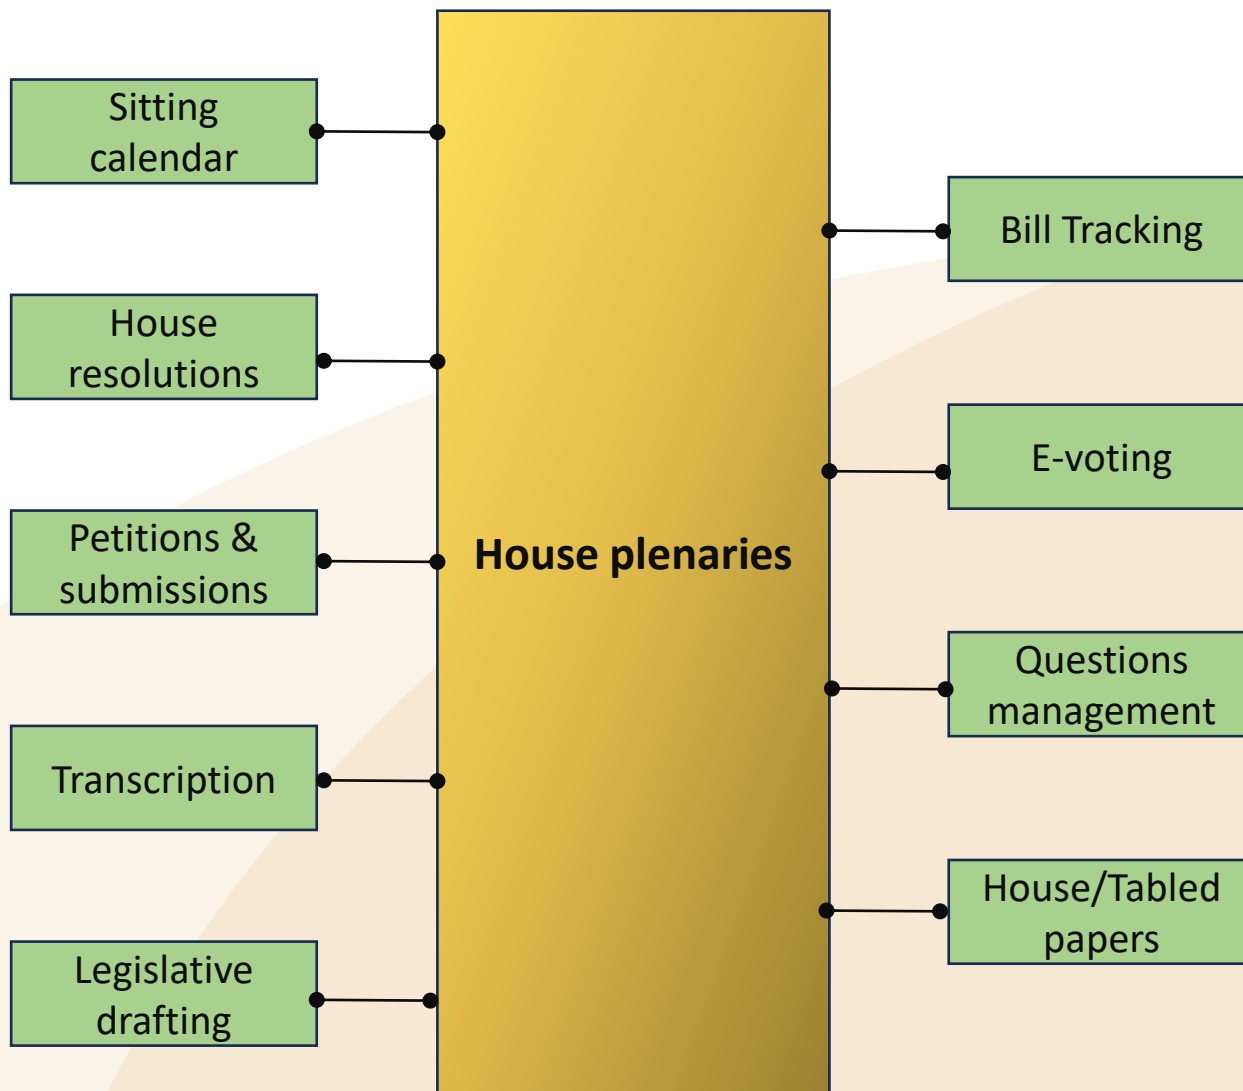 Sitting
calendar
House
resolutions
Petitions &
submissions
Transcription
Legislative
drafting
House plenaries
Bill Tracking
E-voting
Questions
management
House/Tabled
papers